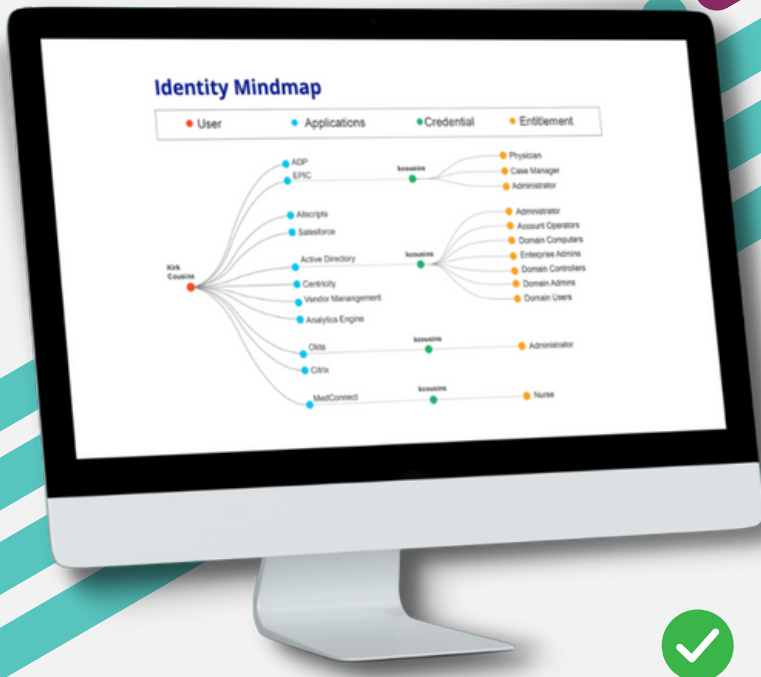 Identity Mindmap
User Applications Credential Entitlement
Kirk
Cousins
ADP
EPIC
Allscripts
Salesforce
Active Directory
Centricity
Vendor Manangement
Analytics Engine
Okta
Citrix
MedConnect
kcousins
kcousins
kcousins
kcousins
Physician
Case Manager
Administrator
Administrator
Account Operators
Domain Computers
Enterprise Admins
Domain Controllers
Domain Admins
Domain Users
Administrator
Nurse